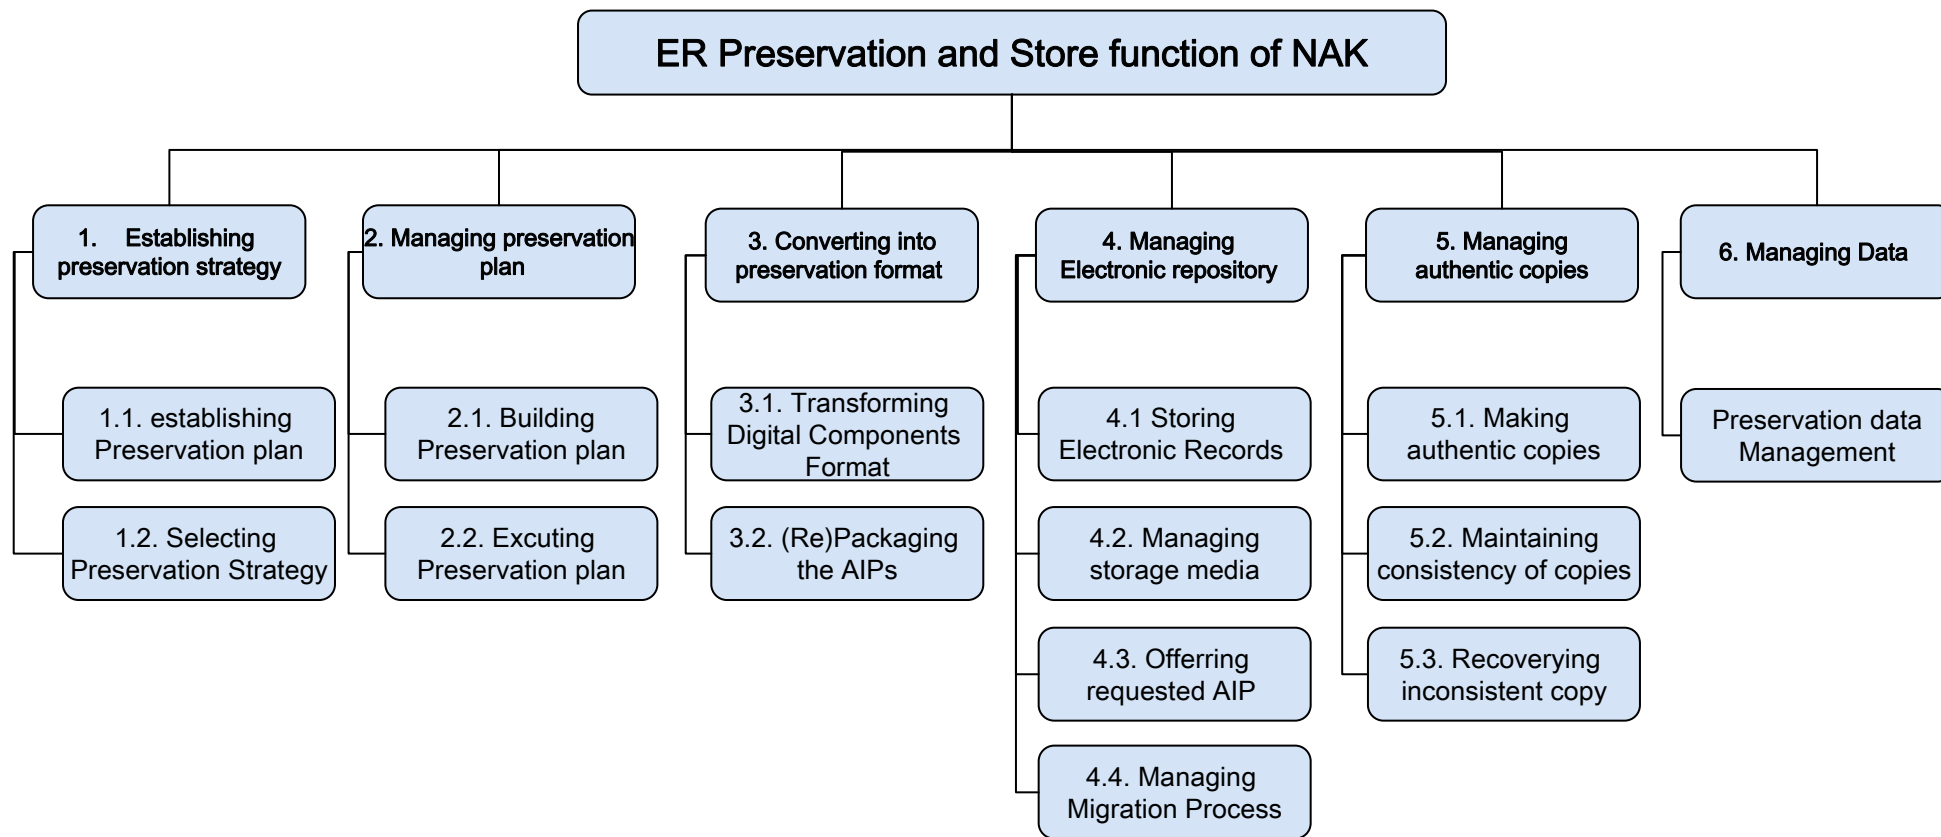 ER Preservation and Store function of NAK
1. Establishing
preservation strategy
2. Managing preservation
plan
3. Converting into
preservation format
4. Managing
Electronic repository
5. Managing
authentic copies
6. Managing Data
1.1. establishing
Preservation plan
2.1. Building
Preservation plan
3.1. Transforming
Digital Components
Format
4.1 Storing
Electronic Records
5.1. Making
authentic copies
Preservation data
Management
1.2. Selecting
Preservation Strategy
2.2. Excuting
Preservation plan
3.2. (Re)Packaging
the AIPs
4.2. Managing
storage media
5.2. Maintaining
consistency of copies
4.3. Offerring
requested AIP
5.3. Recoverying
inconsistent copy
4.4. Managing
Migration Process